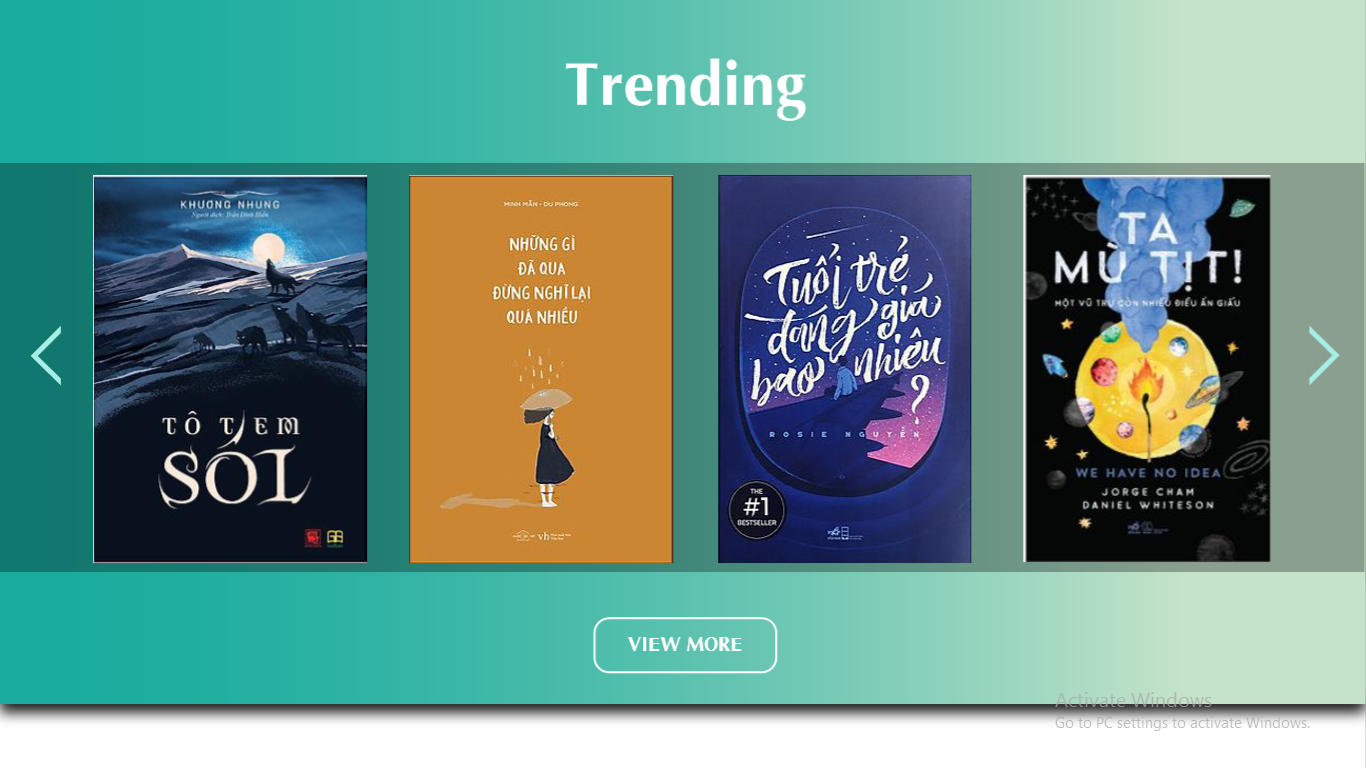 Trending
KHƯƠNG NHUNG
Người dịch: Trần Đình Hiến
TÔ TEM
SÓI
MINH MẪN - DU PHONG
NHỮNG GÌ
ĐÃ QUA
ĐỪNG NGHĨ LẠI
QUÁ NHIỀU
vh
Tuổi trẻ
đáng giá
bao nhiêu
?
ROSIE NGUYỄN
THE
#1
BESTSELLER
TA
MÙ TỊT!
MỘT VŨ TRỤ CÒN NHIỀU ĐIỀU ẨN GIẤU
WE HAVE NO IDEA
JORGE CHAM
DANIEL WHITESON
VIEW MORE
Activate Windows
Go to PC settings to activate Windows.